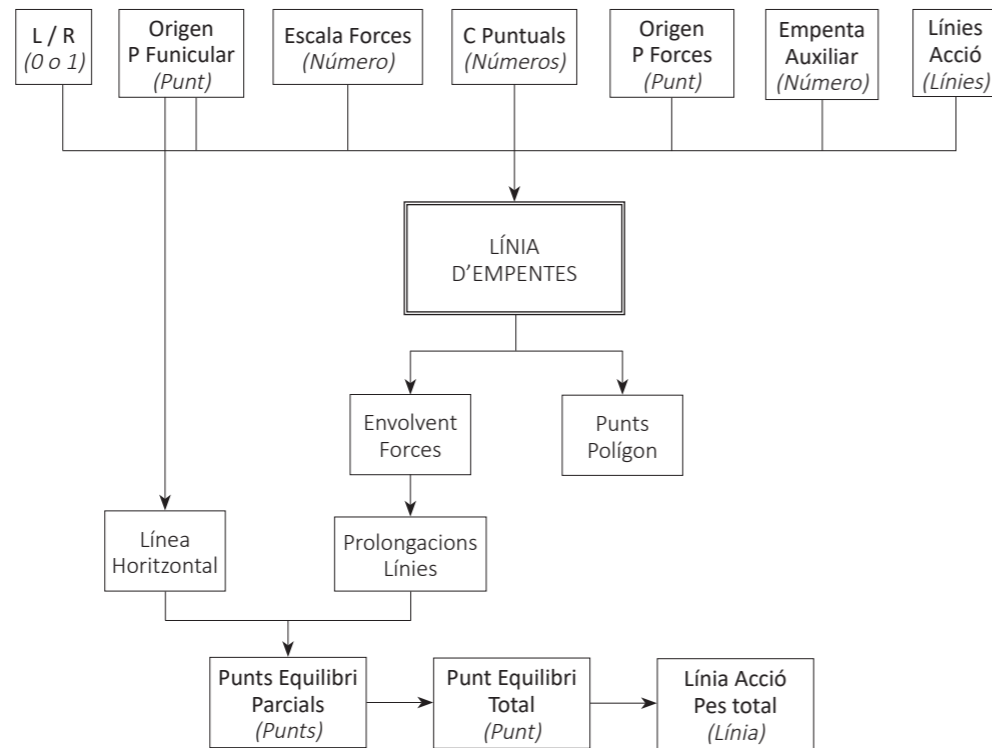 L / R
(0 o 1)
Origen
P Funicular
(Punt)
Escala Forces
(Número)
C Puntuals
(Números)
Origen
P Forces
(Punt)
Empenta
Auxiliar
(Número)
Línies
Acció
(Línies)
LÍNIA
D’EMPENTES
Envolvent
Forces
Punts
Polígon
Línea
Horitzontal
Prolongacions
Línies
Punts Equilibri
Parcials
(Punts)
Punt Equilibri
Total
(Punt)
Línia Acció
Pes total
(Línia)